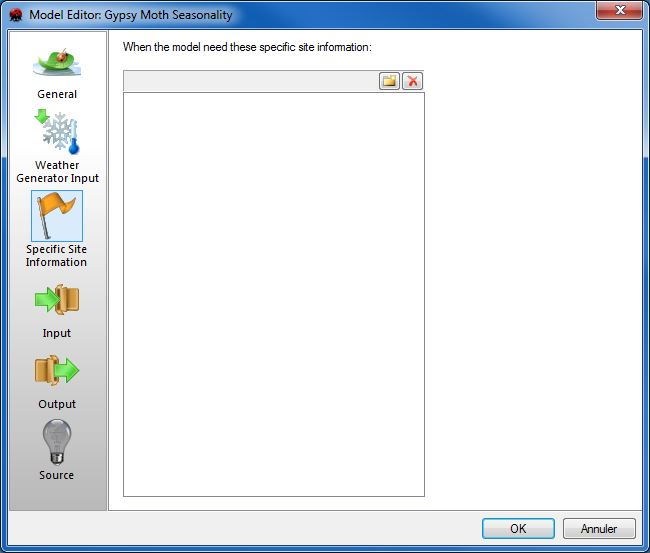 Model Editor: Gypsy Moth Seasonality
When the model need these specific site information:
General
Weather
Generator Input
Specific Site
Information
Input
Output
Source
OK
Annuler